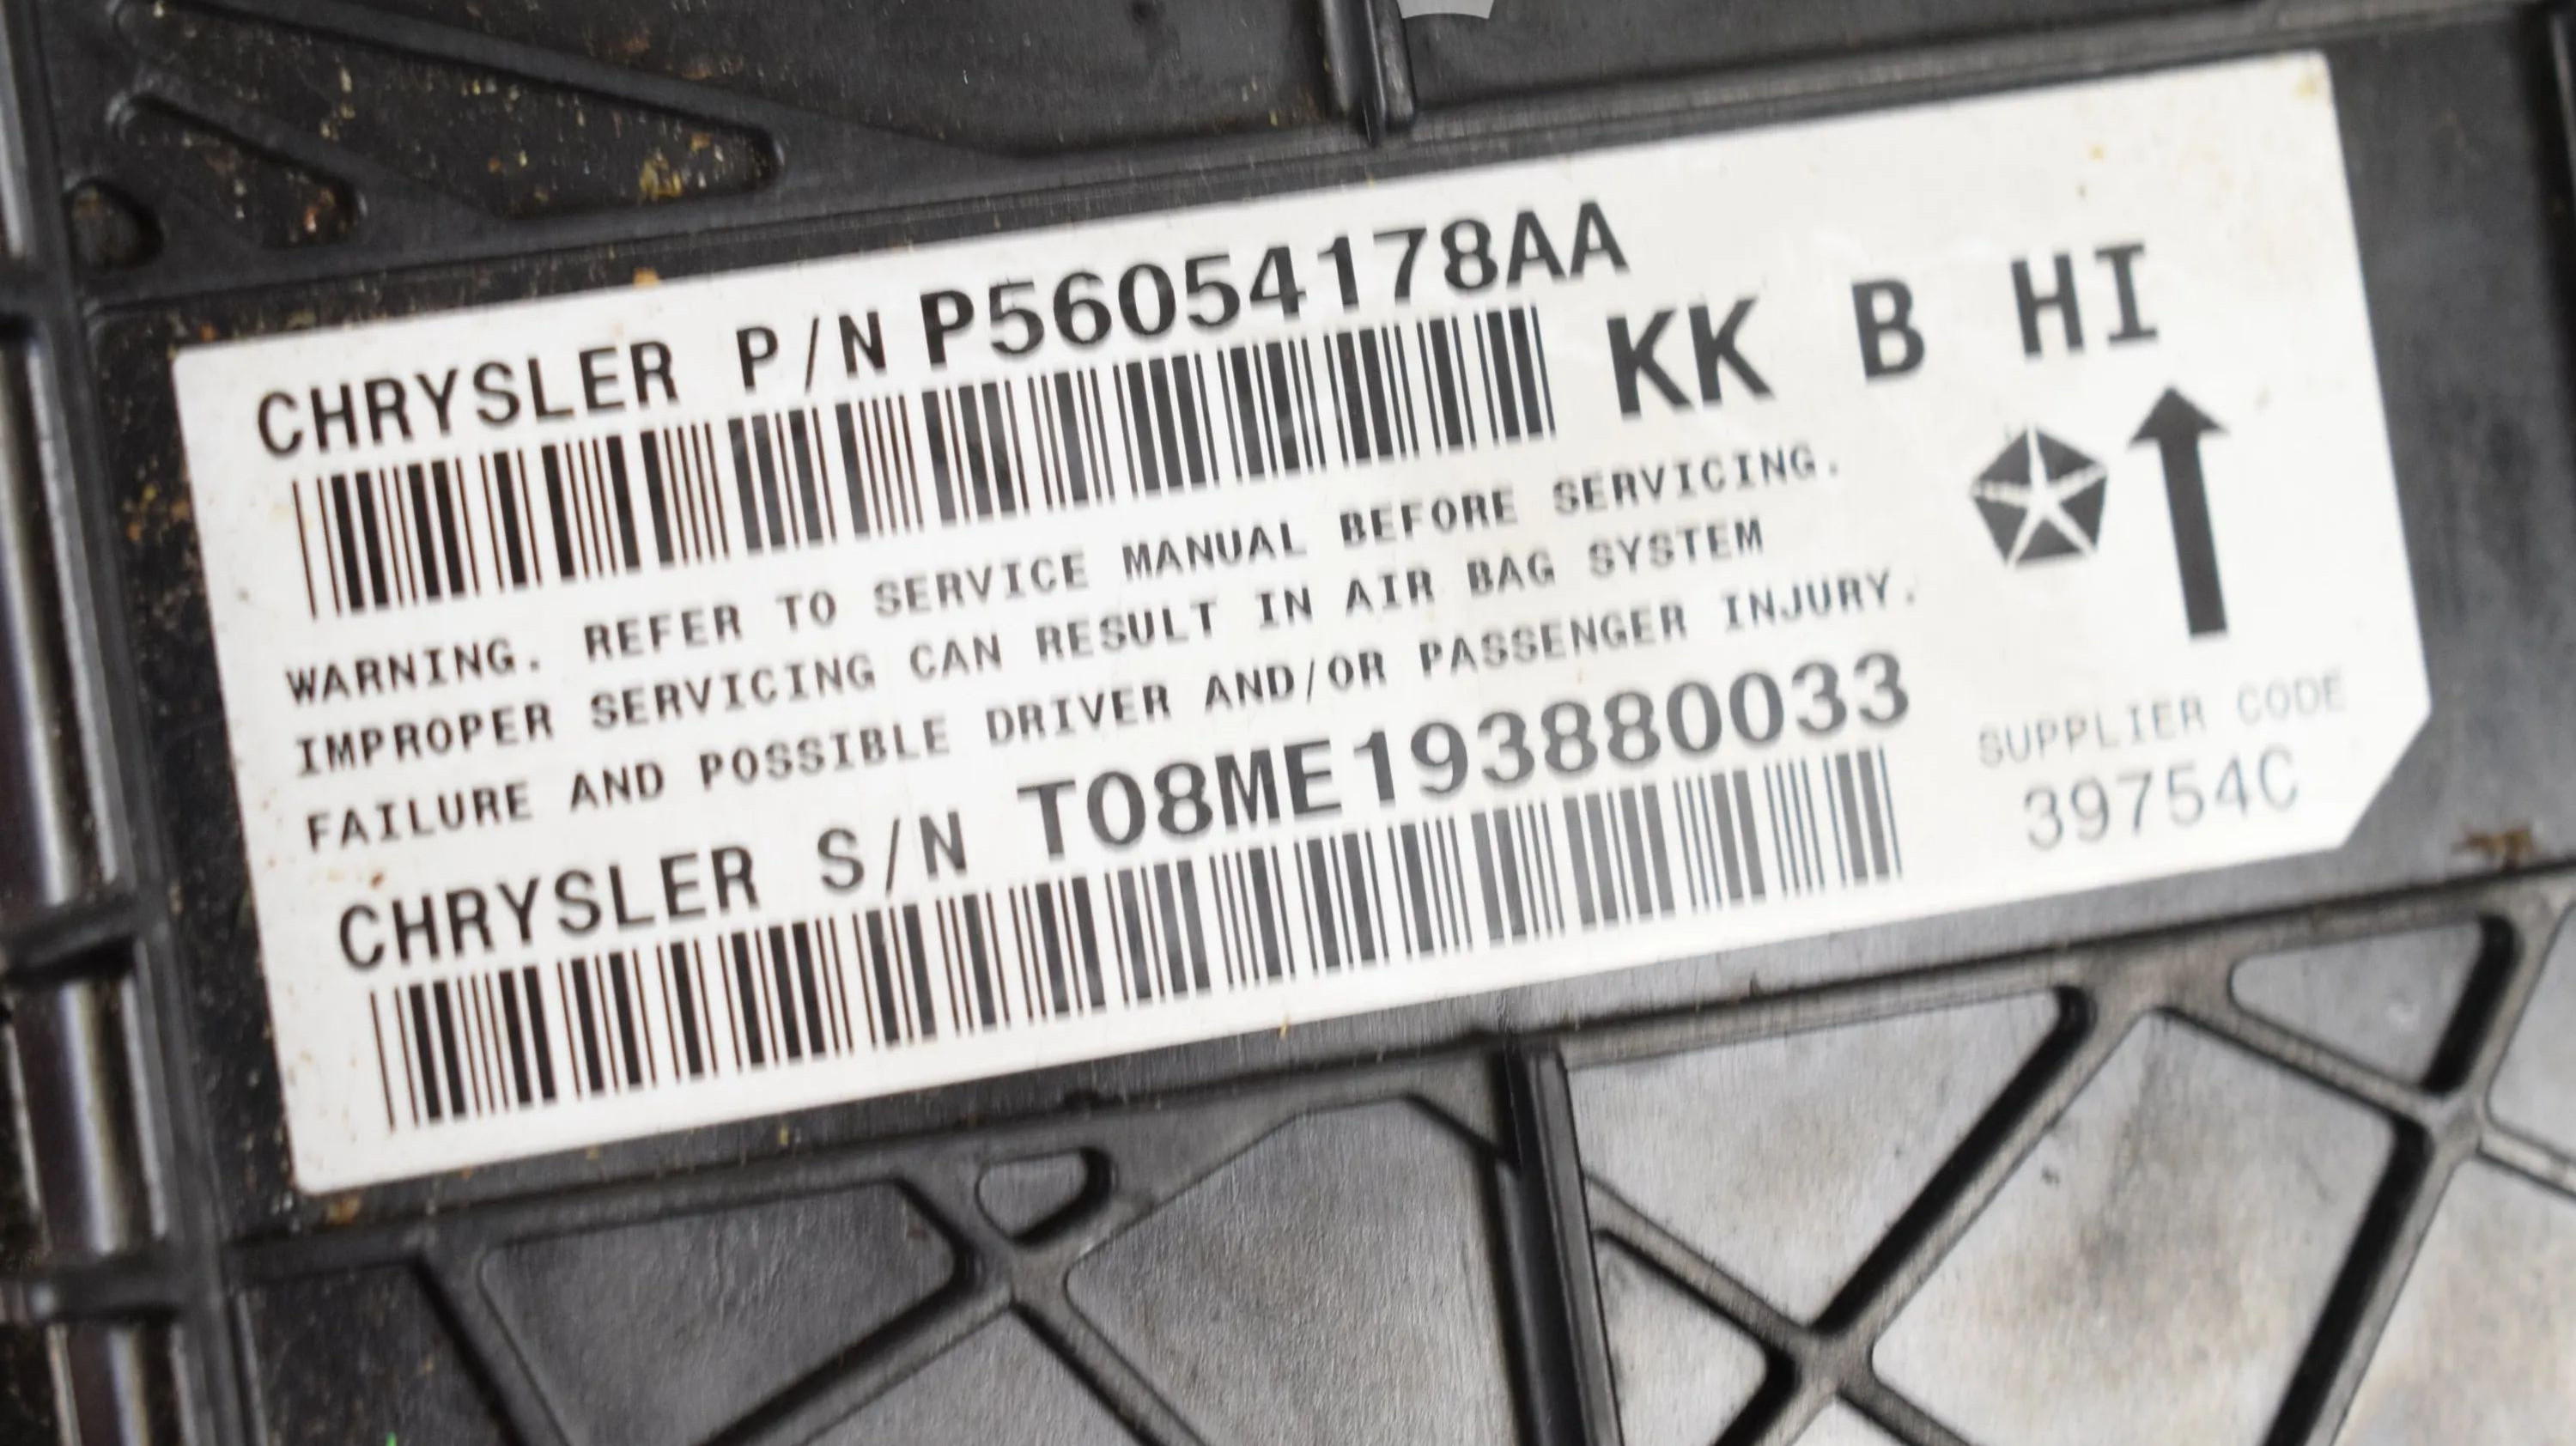 CHRYSLER P/N P56054178AA
KK B HI
WARNING. REFER TO SERVICE MANUAL BEFORE SERVICING.
IMPROPER SERVICING CAN RESULT IN AIR BAG SYSTEM
FAILURE AND POSSIBLE DRIVER AND/OR PASSENGER INJURY.
CHRYSLER S/N T08ME193880033
SUPPLIER CODE
39754C